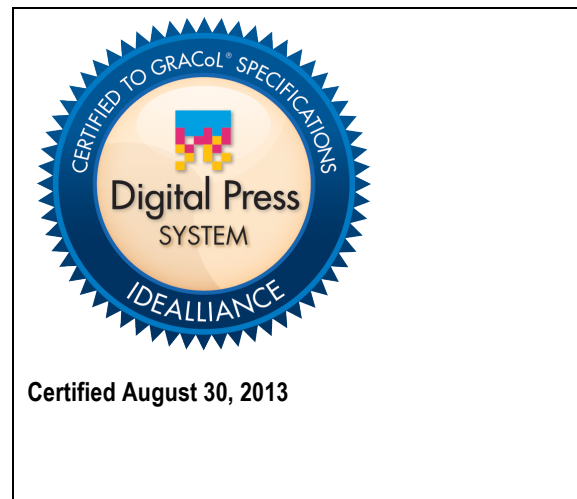 CERTIFIED TO GRACoL® SPECIFICATIONS
Digital Press
SYSTEM
IDEALLIANCE
Certified August 30, 2013